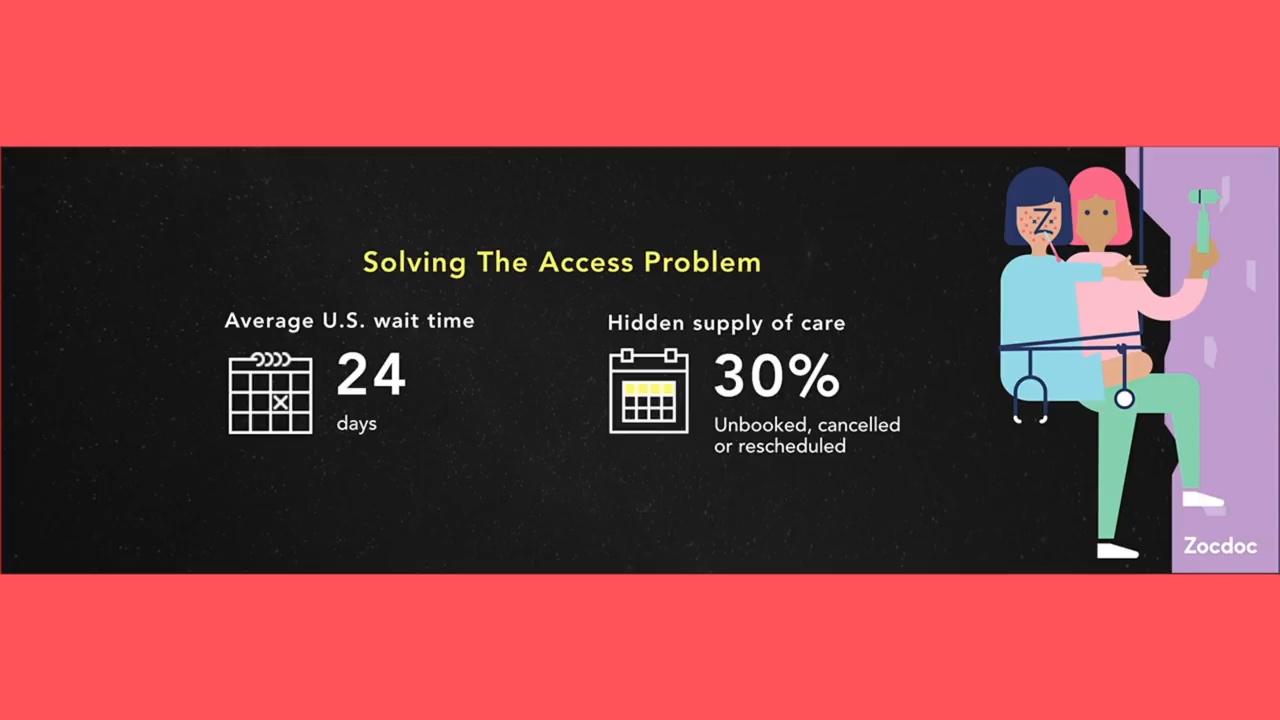 Solving The Access Problem
Average U.S. wait time
24
days
Hidden supply of care
30%
Unbooked, cancelled
or rescheduled
Z
Zocdoc